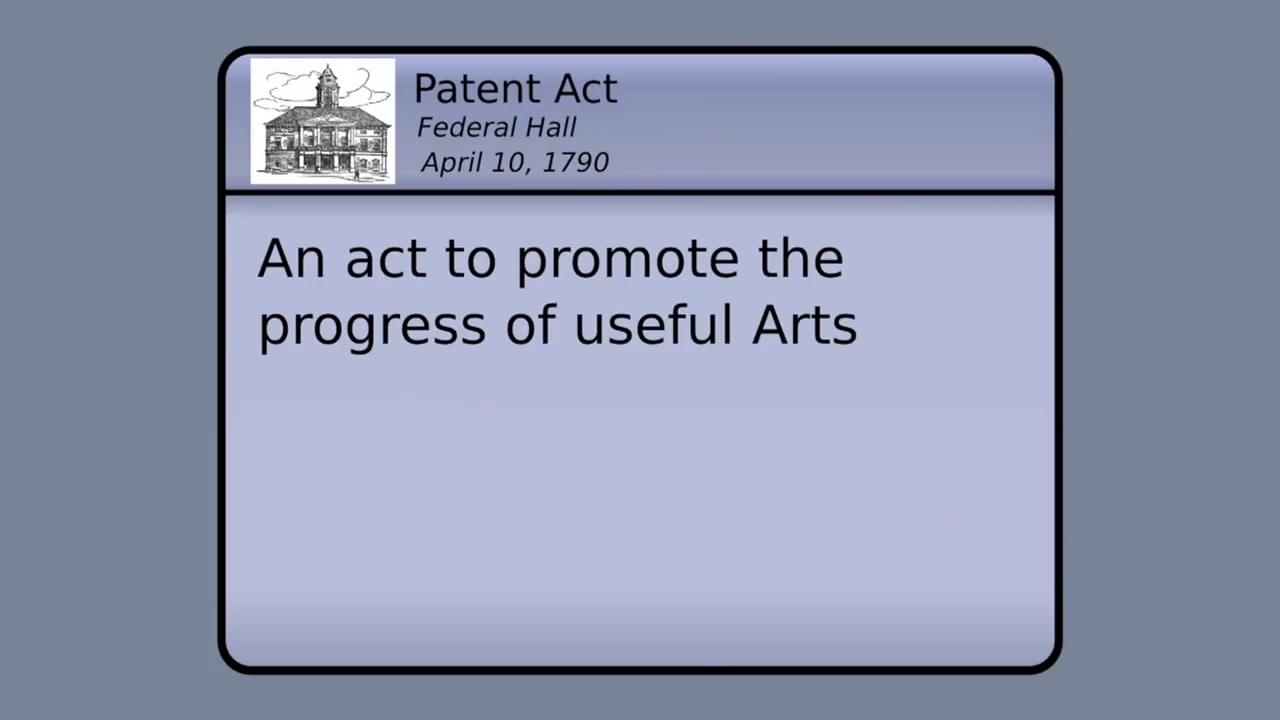 Patent Act
Federal Hall
April 10, 1790
An act to promote the
progress of useful Arts